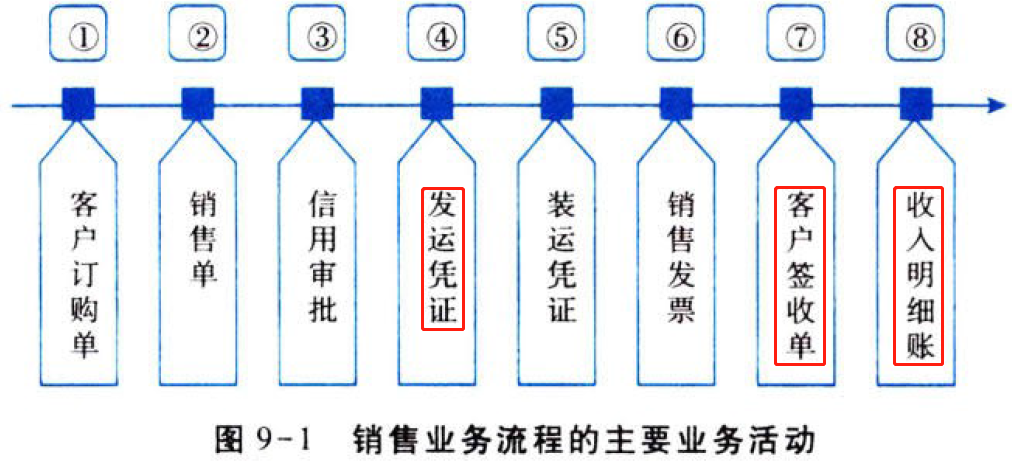 ① ② ③ ④ ⑤ ⑥ ⑦ ⑧
客户订购单
销售单
信用审批
发运凭证
装运凭证
销售发票
客户签收单
收入明细账
图 9-1 销售业务流程的主要业务活动